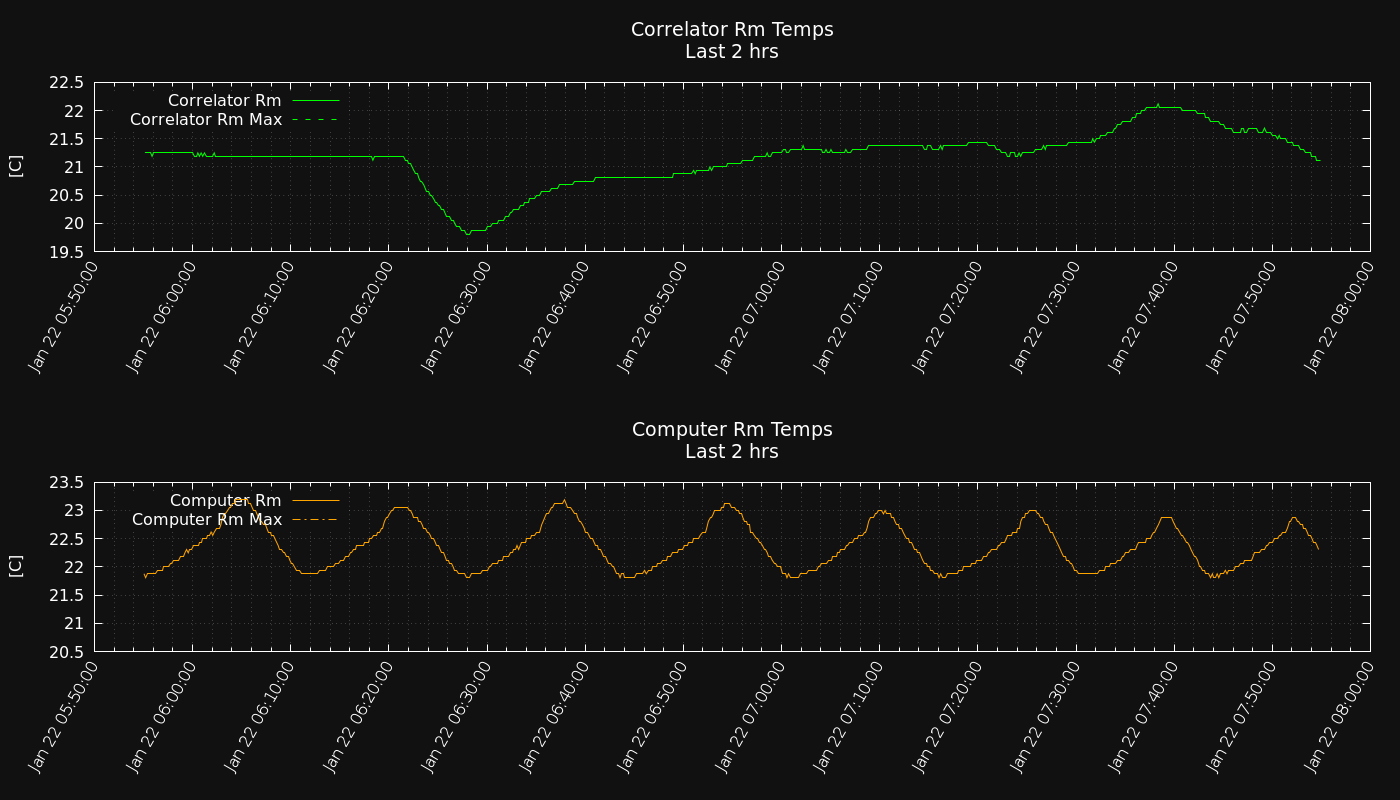 Correlator Rm Temps
Last 2 hrs
22.5
22
21.5
21
20.5
20
19.5
[C]
Correlator Rm
Correlator Rm Max
Jan 22 05:50:00
Jan 22 06:00:00
Jan 22 06:10:00
Jan 22 06:20:00
Jan 22 06:30:00
Jan 22 06:40:00
Jan 22 06:50:00
Jan 22 07:00:00
Jan 22 07:10:00
Jan 22 07:20:00
Jan 22 07:30:00
Jan 22 07:40:00
Jan 22 07:50:00
Jan 22 08:00:00
Computer Rm Temps
Last 2 hrs
23.5
23
22.5
22
21.5
21
20.5
[C]
Computer Rm
Computer Rm Max
Jan 22 05:50:00
Jan 22 06:00:00
Jan 22 06:10:00
Jan 22 06:20:00
Jan 22 06:30:00
Jan 22 06:40:00
Jan 22 06:50:00
Jan 22 07:00:00
Jan 22 07:10:00
Jan 22 07:20:00
Jan 22 07:30:00
Jan 22 07:40:00
Jan 22 07:50:00
Jan 22 08:00:00